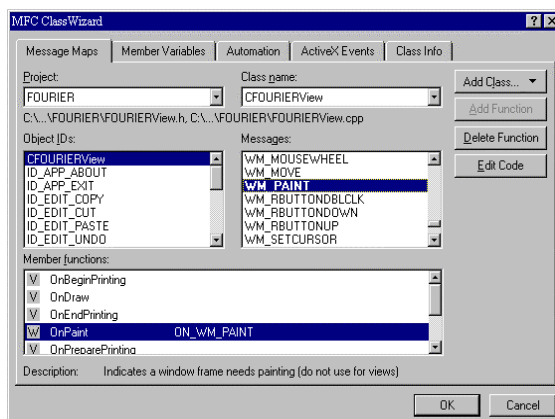 MFC ClassWizard
Message Maps Member Variables Automation ActiveX Events Class Info
Project: Class name: Add Class...
FOURIER CFOURIERView
Add Function
C:\...\FOURIER\FOURIERView.h, C:\...\FOURIER\FOURIERView.cpp
Object IDs: Messages: Delete Function
CFOURIERView WM_MOUSEWHEEL
ID_APP_ABOUT WM_MOVE Edit Code
ID_APP_EXIT WM_PAINT
ID_EDIT_COPY WM_RBUTTONDBLCLK
ID_EDIT_CUT WM_RBUTTONDOWN
ID_EDIT_PASTE WM_RBUTTONUP
ID_EDIT_UNDO WM_SETCURSOR
Member functions:
V OnBeginPrinting
V OnDraw
V OnEndPrinting
W OnPaint ON_WM_PAINT
V OnPreparePrinting
Description: Indicates a window frame needs painting (do not use for views)
OK Cancel